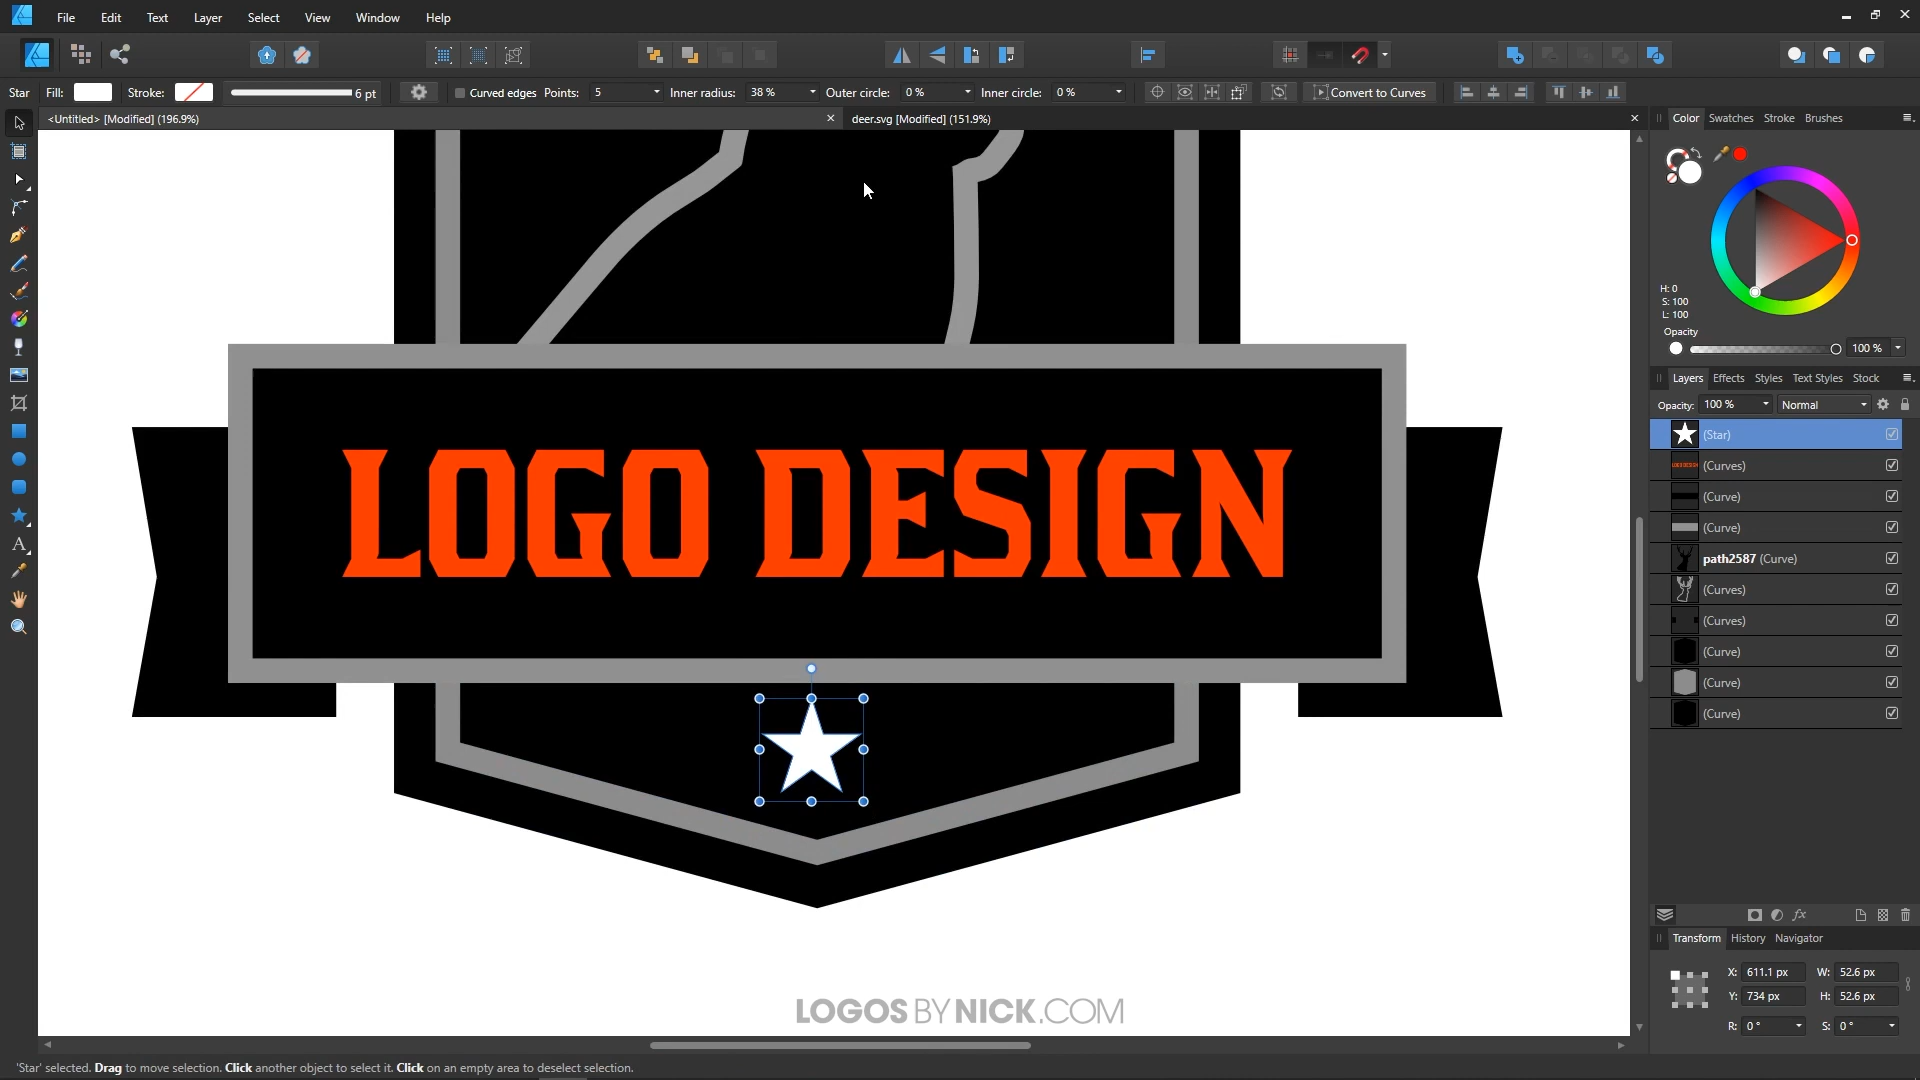 File Edit Text Layer Select View Window Help
Star Fill: Stroke: 6 pt Curved edges Points: 5 Inner radius: 38 % Outer circle: 0 % Inner circle: 0 % Convert to Curves
<Untitled> [Modified] (196.9%)
deer.svg [Modified] (151.9%)
Color Swatches Stroke Brushes
H: 0
S: 100
L: 100
Opacity
100 %
Layers Effects Styles Text Styles Stock
Opacity: 100 % Normal
(Star)
LOGO DESIGN (Curves)
(Curve)
(Curve)
path2587 (Curve)
(Curves)
(Curves)
(Curve)
(Curve)
(Curve)
LOGO DESIGN
Transform History Navigator
X: 611.1 px W: 52.6 px
Y: 734 px H: 52.6 px
R: 0 ° S: 0 °
LOGOSBYNICK.COM
'Star' selected. Drag to move selection. Click another object to select it. Click on an empty area to deselect selection.